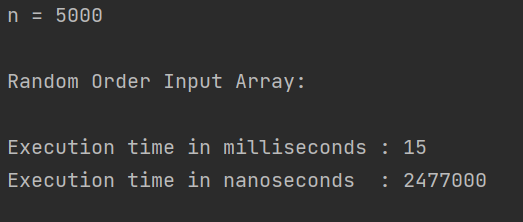 n = 5000
Random Order Input Array:
Execution time in milliseconds : 15
Execution time in nanoseconds  : 2477000